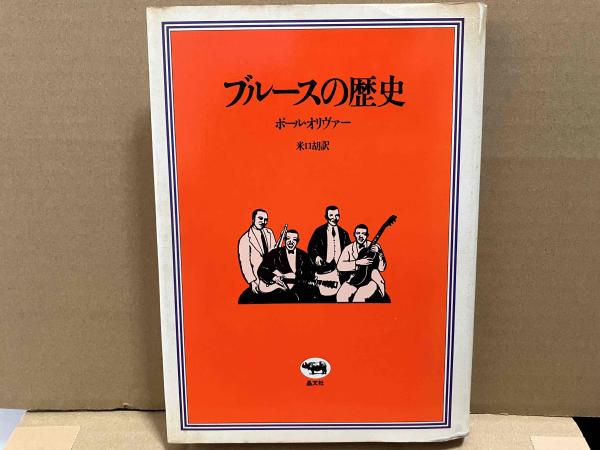 ブルースの歴史
ポール・オリヴァー
米口胡訳
晶文社